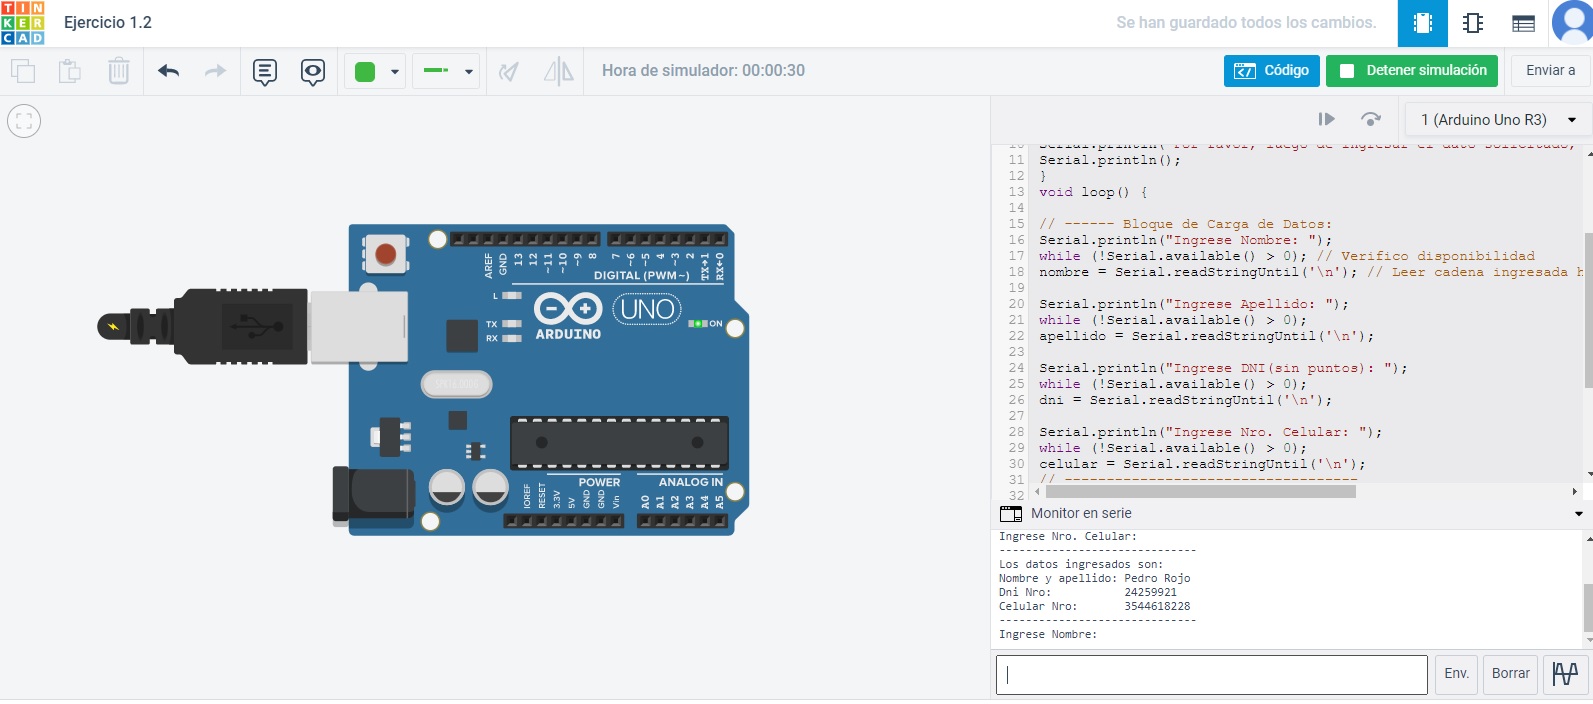 TIN
KER
CAD
Ejercicio 1.2
Se han guardado todos los cambios.
Hora de simulador: 00:00:30
Código
Detener simulación
Enviar a
1 (Arduino Uno R3)
11 Serial.println();
12 }
13 void loop() {
14
15 // ------ Bloque de Carga de Datos:
16 Serial.println("Ingrese Nombre: ");
17 while (!Serial.available() > 0); // Verifico disponibilidad
18 nombre = Serial.readStringUntil('\n'); // Leer cadena ingresada h
19
20 Serial.println("Ingrese Apellido: ");
21 while (!Serial.available() > 0);
22 apellido = Serial.readStringUntil('\n');
23
24 Serial.println("Ingrese DNI(sin puntos): ");
25 while (!Serial.available() > 0);
26 dni = Serial.readStringUntil('\n');
27
28 Serial.println("Ingrese Nro. Celular: ");
29 while (!Serial.available() > 0);
30 celular = Serial.readStringUntil('\n');
31 // ----------------------------------
32
AREF
GND
13
12
~11
~10
~9
8
7
~6
~5
4
~3
2
TX→1
RX←0
DIGITAL (PWM~)
L
TX
RX
UNO
ARDUINO
ON
POWER
ANALOG IN
IOREF
RESET
3.3V
5V
GND
GND
Vin
A0
A1
A2
A3
A4
A5
Monitor en serie
Ingrese Nro. Celular:
------------------------------
Los datos ingresados son:
Nombre y apellido: Pedro Rojo
Dni Nro: 24259921
Celular Nro: 3544618228
------------------------------
Ingrese Nombre:
Env.
Borrar